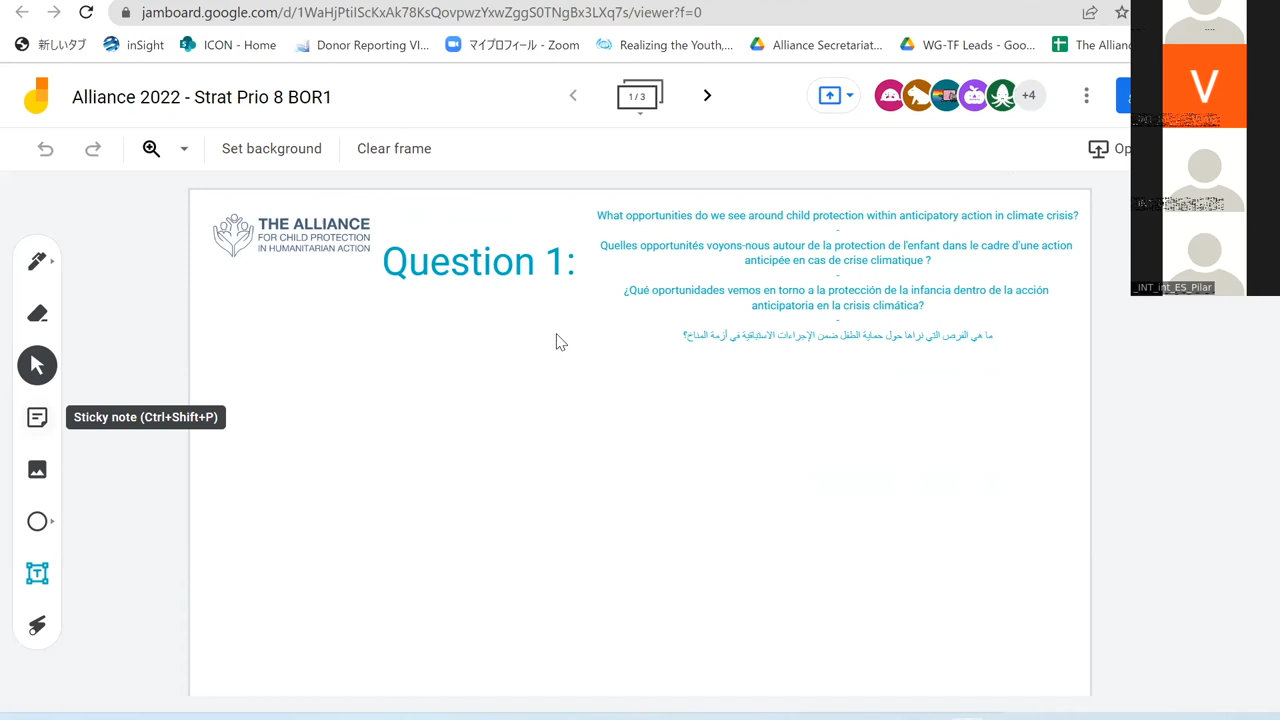 jamboard.google.com/d/1WaHjPtilScKxAk78KsQovpwzYxwZggS0TNgBx3LXq7s/viewer?f=0
新しいタブ inSight ICON - Home Donor Reporting VI... マイプロフィール - Zoom Realizing the Youth,... Alliance Secretariat... WG-TF Leads - Goo... The Allian
Alliance 2022 - Strat Prio 8 BOR1
1 / 3
+4
V
Set background
Clear frame
Op
THE ALLIANCE
FOR CHILD PROTECTION
IN HUMANITARIAN ACTION
Question 1:
What opportunities do we see around child protection within anticipatory action in climate crisis?
-
Quelles opportunités voyons-nous autour de la protection de l'enfant dans le cadre d'une action
anticipée en cas de crise climatique ?
-
¿Qué oportunidades vemos en torno a la protección de la infancia dentro de la acción
anticipatoria en la crisis climática?
-
ما هي الفرص التي نراها حول حماية الطفل ضمن الإجراءات الاستباقية في أزمة المناخ؟
_INT_int_ES_Pilar
Sticky note (Ctrl+Shift+P)
T